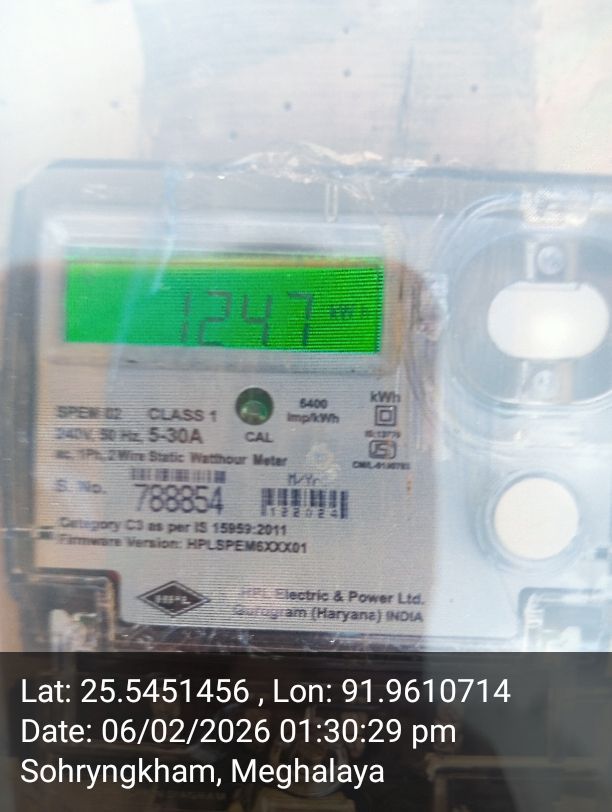 1247 kWh
SPEM 02 CLASS 1
6400 imp/kWh
kWh
240V, 50 Hz, 5-30A
CAL
IS:13779
ac, 1Ph, 2Wire Static Watthour Meter
M/Yr.
S. No. 788854
122024
Category C3 as per IS 15959:2011
Firmware Version: HPLSPEM6XXX01
HPL Electric & Power Ltd.
Gurugram (Haryana) INDIA
Lat: 25.5451456 , Lon: 91.9610714
Date: 06/02/2026 01:30:29 pm
Sohryngkham, Meghalaya